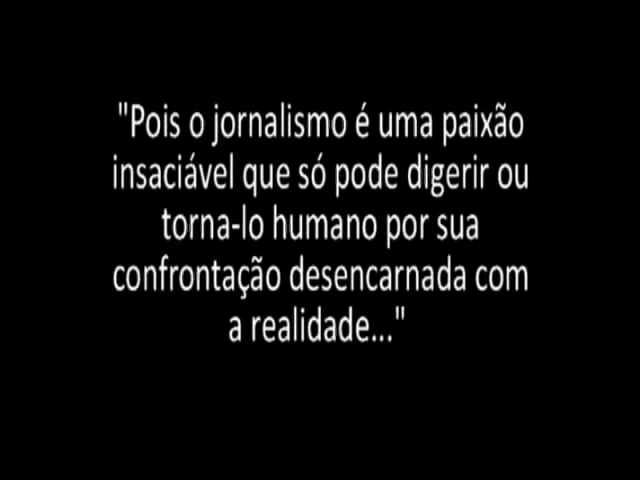 "Pois o jornalismo é uma paixão
insaciável que só pode digerir ou
torna-lo humano por sua
confrontação desencarnada com
a realidade..."